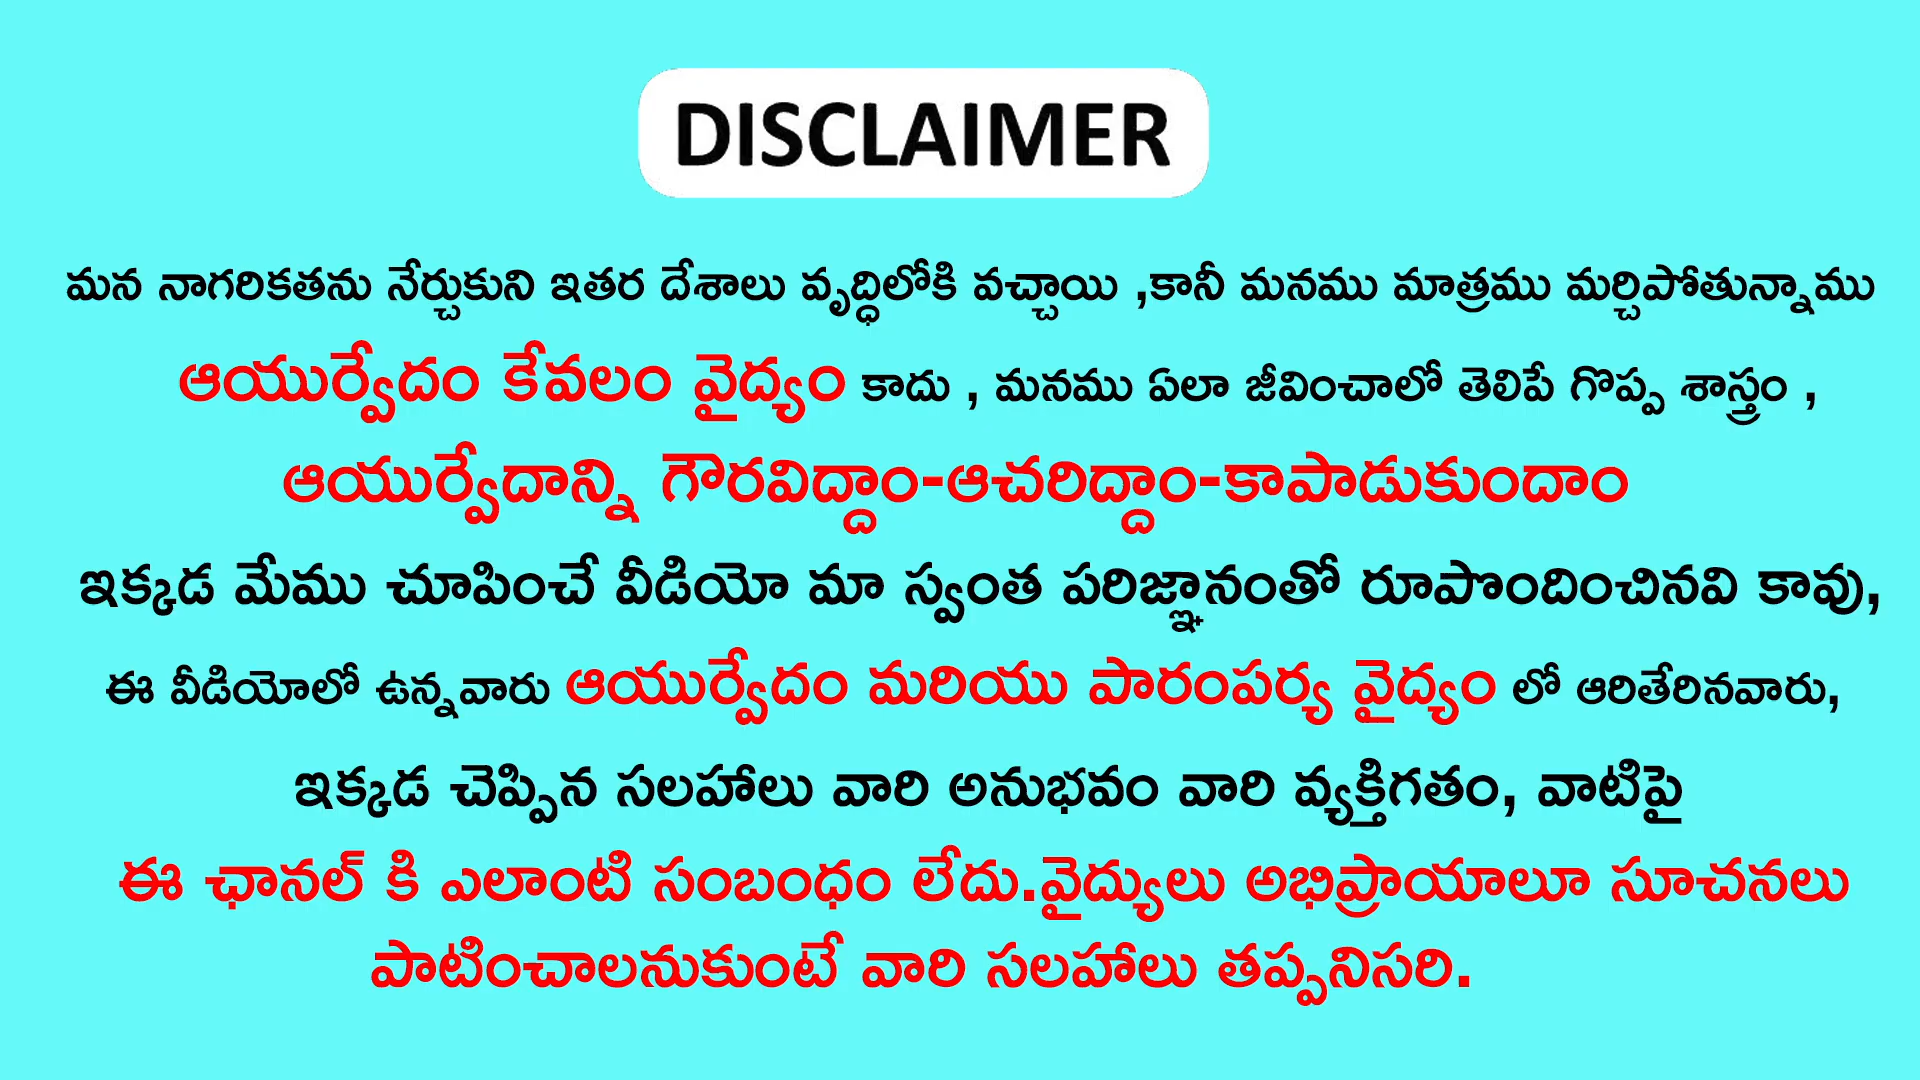 DISCLAIMER
మన నాగరికతను నేర్చుకుని ఇతర దేశాలు వృద్ధిలోకి వచ్చాయి ,కానీ మనము మాత్రము మర్చిపోతున్నాము
ఆయుర్వేదం కేవలం వైద్యం కాదు , మనము ఏలా జీవించాలో తెలిపే గొప్ప శాస్త్రం ,
ఆయుర్వేదాన్ని గౌరవిద్దాం-ఆచరిద్దాం-కాపాడుకుందాం
ఇక్కడ మేము చూపించే వీడియో మా స్వంత పరిజ్ఞానంతో రూపొందించినవి కావు,
ఈ వీడియోలో ఉన్నవారు ఆయుర్వేదం మరియు పారంపర్య వైద్యం లో ఆరితేరినవారు,
ఇక్కడ చెప్పిన సలహాలు వారి అనుభవం వారి వ్యక్తిగతం, వాటిపై
ఈ ఛానల్ కి ఎలాంటి సంబంధం లేదు.వైద్యులు అభిప్రాయాలూ సూచనలు
పాటించాలనుకుంటే వారి సలహాలు తప్పనిసరి.